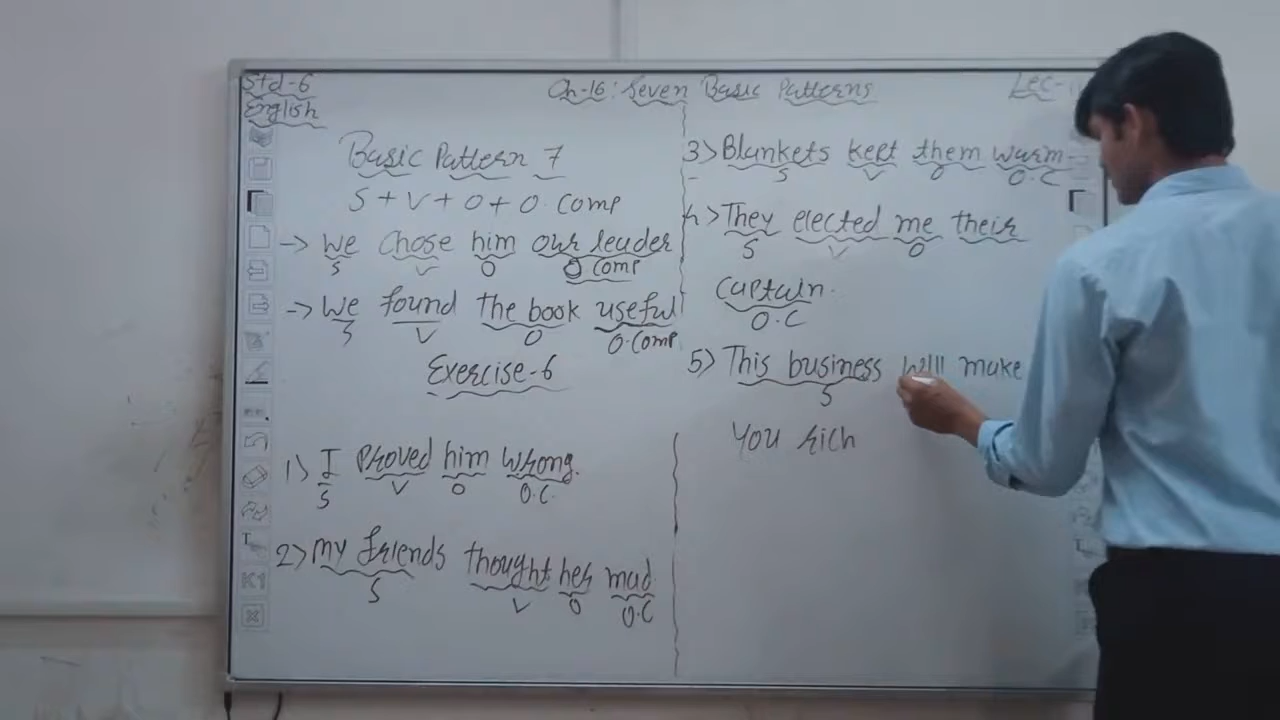 Std-6
English
Ch-16: Seven Basic Patterns
Lec-
Basic Pattern 7
S + V + O + O. Comp
-> We chose him our leader
S V O O Comp
-> We found the book useful
S V O O.Comp
Exercise-6
1) I proved him wrong.
S V O O.C.
2) My friends thought her mad.
S V O O.C
3) Blankets kept them warm
S V O O.C
4) They elected me their
S V O
Captain.
O.C
5) This business will make
S
You rich
T
K1
T